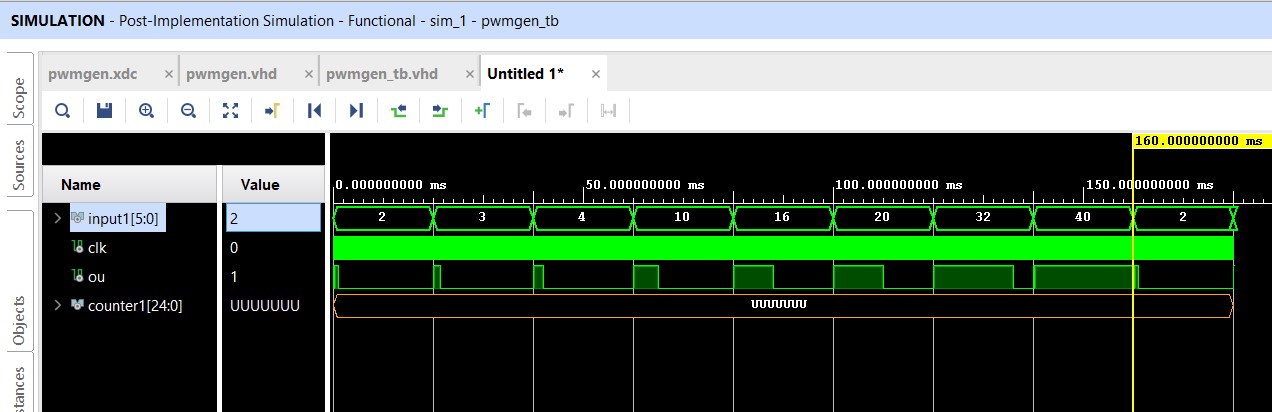 SIMULATION - Post-Implementation Simulation - Functional - sim_1 - pwmgen_tb
Scope
Sources
Objects
stances
pwmgen.xdc × pwmgen.vhd × pwmgen_tb.vhd × Untitled 1* ×
160.000000000 ms
Name Value
0.000000000 ms 50.000000000 ms 100.000000000 ms 150.000000000 ms
input1[5:0] 2 2 3 4 10 16 20 32 40 2
clk 0
ou 1
counter1[24:0] UUUUUUU UUUUUUU